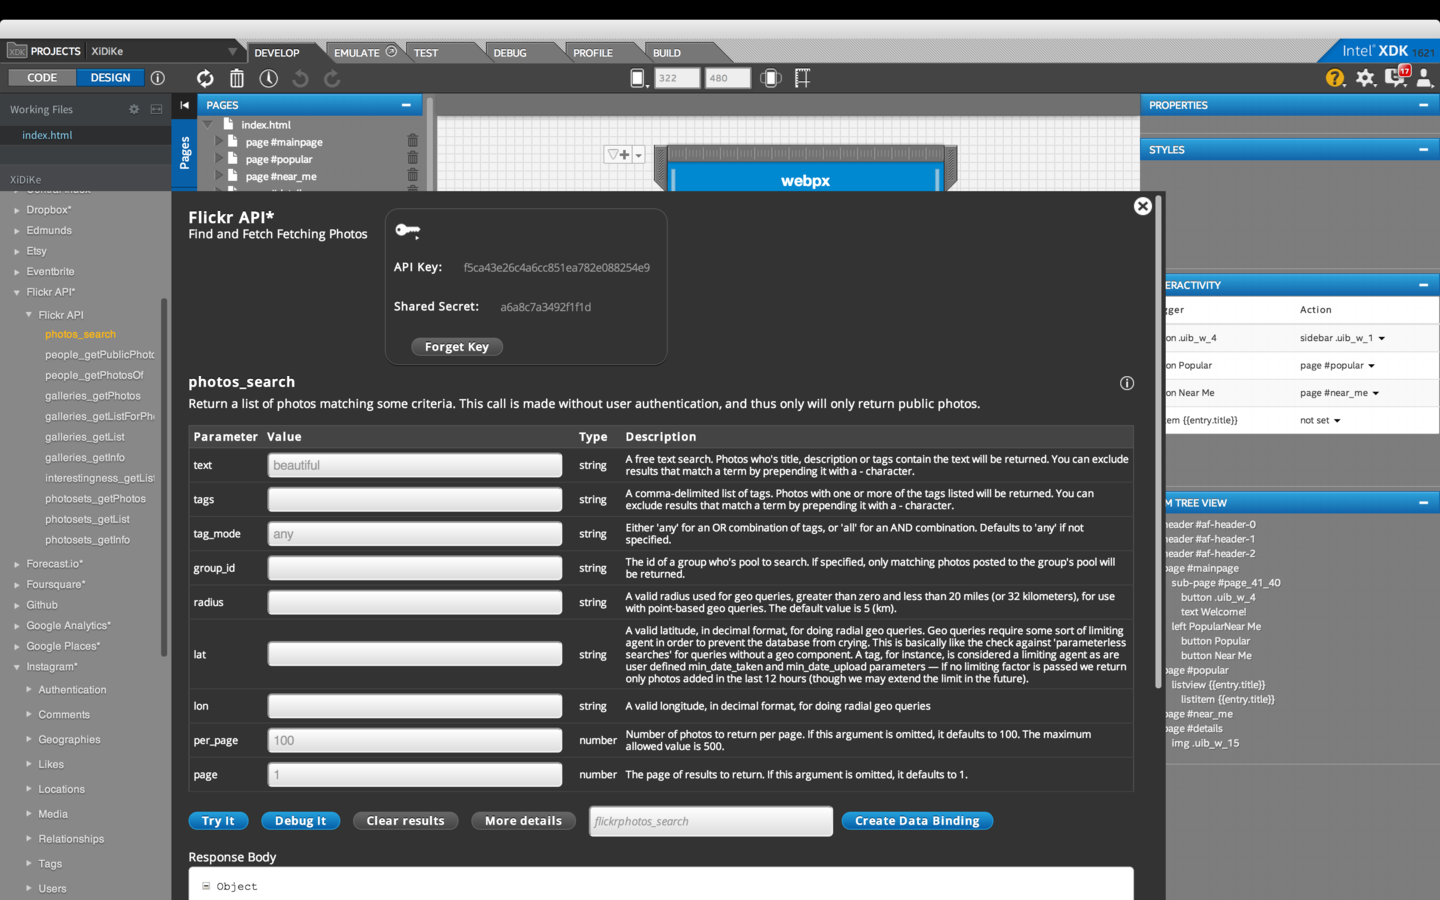 XDK PROJECTS XiDiKe
DEVELOP
EMULATE
TEST
DEBUG
PROFILE
BUILD
Intel® XDK 1621
CODE
DESIGN
322
480
17
Working Files
index.html
XiDiKe
Dropbox*
Edmunds
Etsy
Eventbrite
Flickr API*
Flickr API
photos_search
people_getPublicPhoto
people_getPhotosOf
galleries_getPhotos
galleries_getListForPh
galleries_getList
galleries_getInfo
interestingness_getLis
photosets_getPhotos
photosets_getList
photosets_getInfo
Forecast.io*
Foursquare*
Github
Google Analytics*
Google Places*
Instagram*
Authentication
Comments
Geographies
Likes
Locations
Media
Relationships
Tags
Users
Pages
PAGES
index.html
page #mainpage
page #popular
page #near_me
webpx
Flickr API*
Find and Fetch Fetching Photos
API Key: f5ca43e26c4a6cc851ea782e088254e9
Shared Secret: a6a8c7a3492f1f1d
Forget Key
photos_search
Return a list of photos matching some criteria. This call is made without user authentication, and thus only will only return public photos.
Parameter Value Type Description
text beautiful string A free text search. Photos who's title, description or tags contain the text will be returned. You can exclude
results that match a term by prepending it with a - character.
tags string A comma-delimited list of tags. Photos with one or more of the tags listed will be returned. You can
exclude results that match a term by prepending it with a - character.
tag_mode any string Either 'any' for an OR combination of tags, or 'all' for an AND combination. Defaults to 'any' if not
specified.
group_id string The id of a group who's pool to search. If specified, only matching photos posted to the group's pool will
be returned.
radius string A valid radius used for geo queries, greater than zero and less than 20 miles (or 32 kilometers), for use
with point-based geo queries. The default value is 5 (km).
lat string A valid latitude, in decimal format, for doing radial geo queries. Geo queries require some sort of limiting
agent in order to prevent the database from crying. This is basically like the check against 'parameterless
searches' for queries without a geo component. A tag, for instance, is considered a limiting agent as are
user defined min_date_taken and min_date_upload parameters — If no limiting factor is passed we return
only photos added in the last 12 hours (though we may extend the limit in the future).
lon string A valid longitude, in decimal format, for doing radial geo queries
per_page 100 number Number of photos to return per page. If this argument is omitted, it defaults to 100. The maximum
allowed value is 500.
page 1 number The page of results to return. If this argument is omitted, it defaults to 1.
Try It
Debug It
Clear results
More details
flickrphotos_search
Create Data Binding
Response Body
Object
PROPERTIES
STYLES
ERACTIVITY
gger Action
on .uib_w_4 sidebar .uib_w_1
on Popular page #popular
on Near Me page #near_me
em {{entry.title}} not set
M TREE VIEW
header #af-header-0
header #af-header-1
header #af-header-2
page #mainpage
sub-page #page_41_40
button .uib_w_4
text Welcome!
left PopularNear Me
button Popular
button Near Me
page #popular
listview {{entry.title}}
listitem {{entry.title}}
page #near_me
page #details
img .uib_w_15